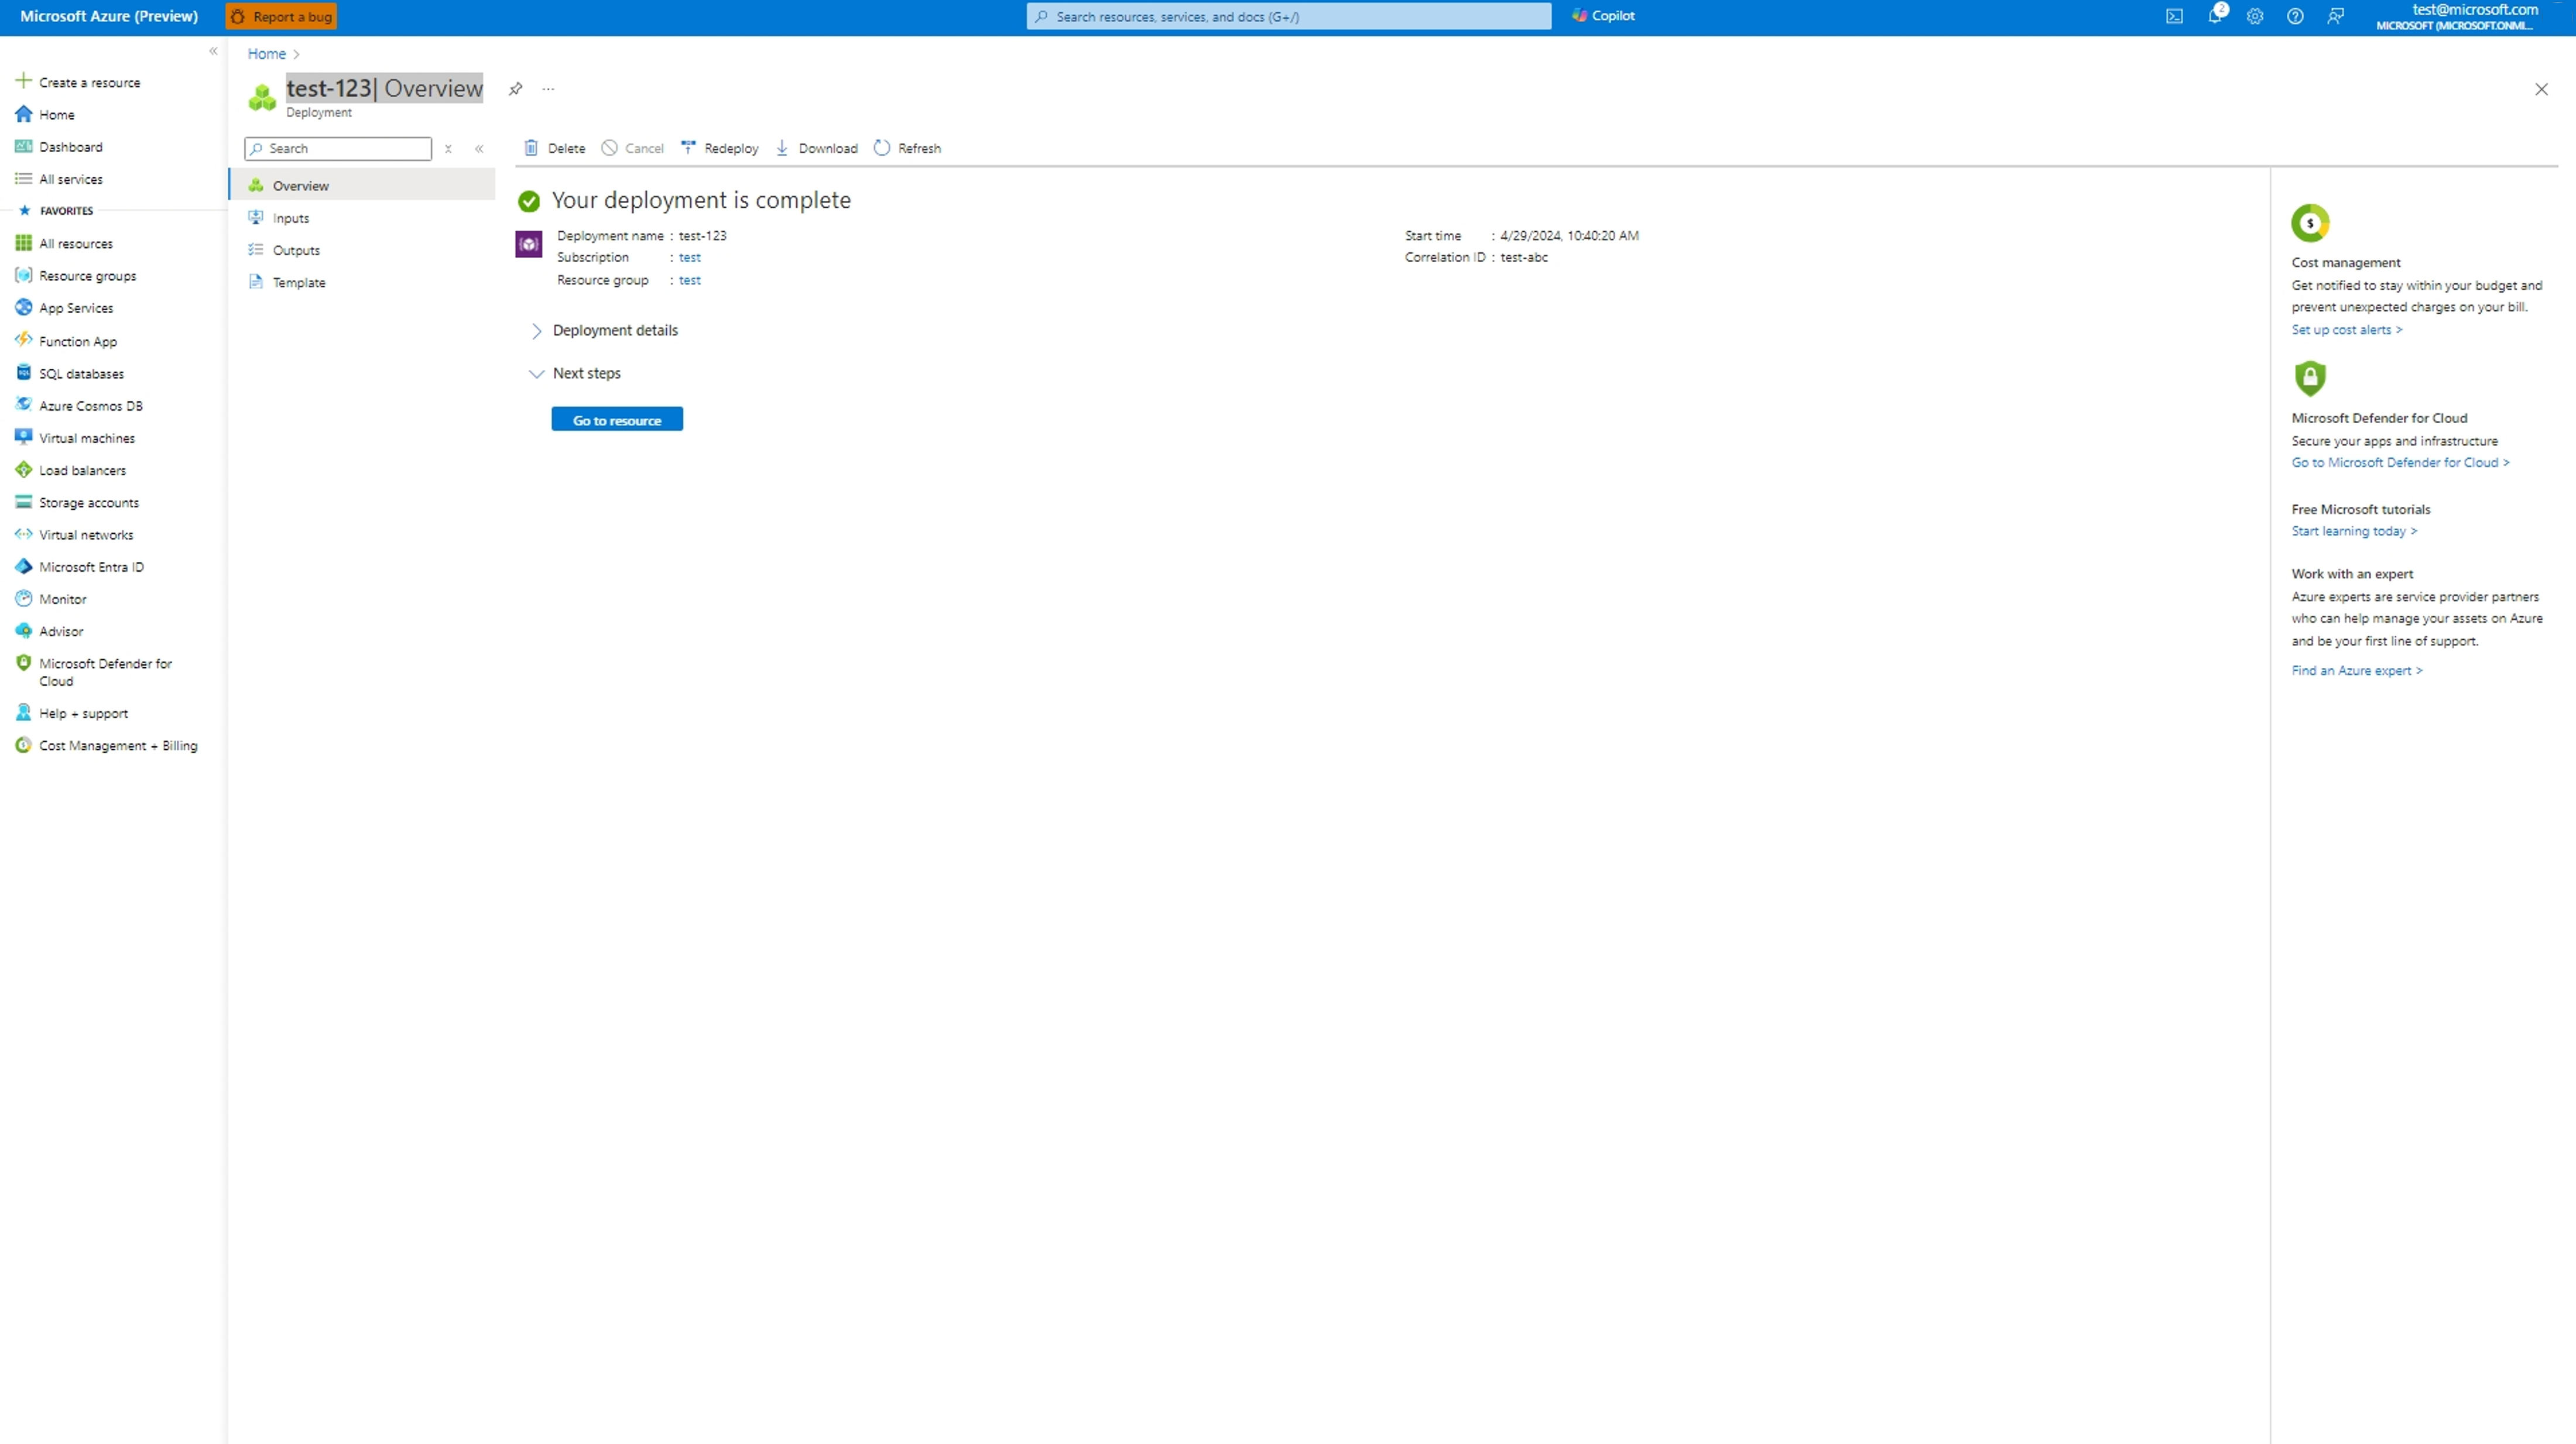 Microsoft Azure (Preview)
Report a bug
Search resources, services, and docs (G+/)
Copilot
2
test@microsoft.com
MICROSOFT (MICROSOFT.ONMI...
Create a resource
Home
Dashboard
All services
FAVORITES
All resources
Resource groups
App Services
Function App
SQL databases
Azure Cosmos DB
Virtual machines
Load balancers
Storage accounts
Virtual networks
Microsoft Entra ID
Monitor
Advisor
Microsoft Defender for
Cloud
Help + support
Cost Management + Billing
Home >
test-123| Overview
Deployment
Search
Overview
Inputs
Outputs
Template
Delete
Cancel
Redeploy
Download
Refresh
Your deployment is complete
Deployment name : test-123
Subscription : test
Resource group : test
Start time : 4/29/2024, 10:40:20 AM
Correlation ID : test-abc
Deployment details
Next steps
Go to resource
Cost management
Get notified to stay within your budget and
prevent unexpected charges on your bill.
Set up cost alerts >
Microsoft Defender for Cloud
Secure your apps and infrastructure
Go to Microsoft Defender for Cloud >
Free Microsoft tutorials
Start learning today >
Work with an expert
Azure experts are service provider partners
who can help manage your assets on Azure
and be your first line of support.
Find an Azure expert >